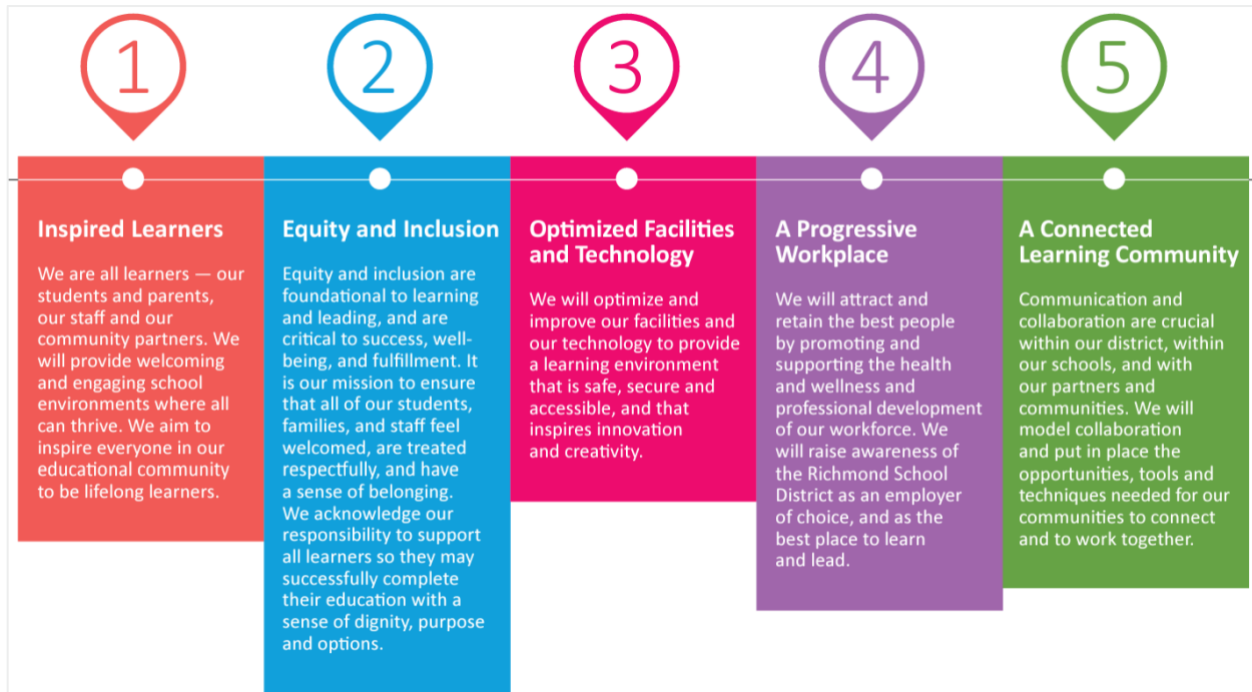 1
Inspired Learners
We are all learners — our
students and parents,
our staff and our
community partners. We
will provide welcoming
and engaging school
environments where all
can thrive. We aim to
inspire everyone in our
educational community
to be lifelong learners.
2
Equity and Inclusion
Equity and inclusion are
foundational to learning
and leading, and are
critical to success, well-
being, and fulfillment. It
is our mission to ensure
that all of our students,
families, and staff feel
welcomed, are treated
respectfully, and have
a sense of belonging.
We acknowledge our
responsibility to support
all learners so they may
successfully complete
their education with a
sense of dignity, purpose
and options.
3
Optimized Facilities
and Technology
We will optimize and
improve our facilities and
our technology to provide
a learning environment
that is safe, secure and
accessible, and that
inspires innovation
and creativity.
4
A Progressive
Workplace
We will attract and
retain the best people
by promoting and
supporting the health
and wellness and
professional development
of our workforce. We
will raise awareness of
the Richmond School
District as an employer
of choice, and as the
best place to learn
and lead.
5
A Connected
Learning Community
Communication and
collaboration are crucial
within our district, within
our schools, and with
our partners and
communities. We will
model collaboration
and put in place the
opportunities, tools and
techniques needed for our
communities to connect
and to work together.